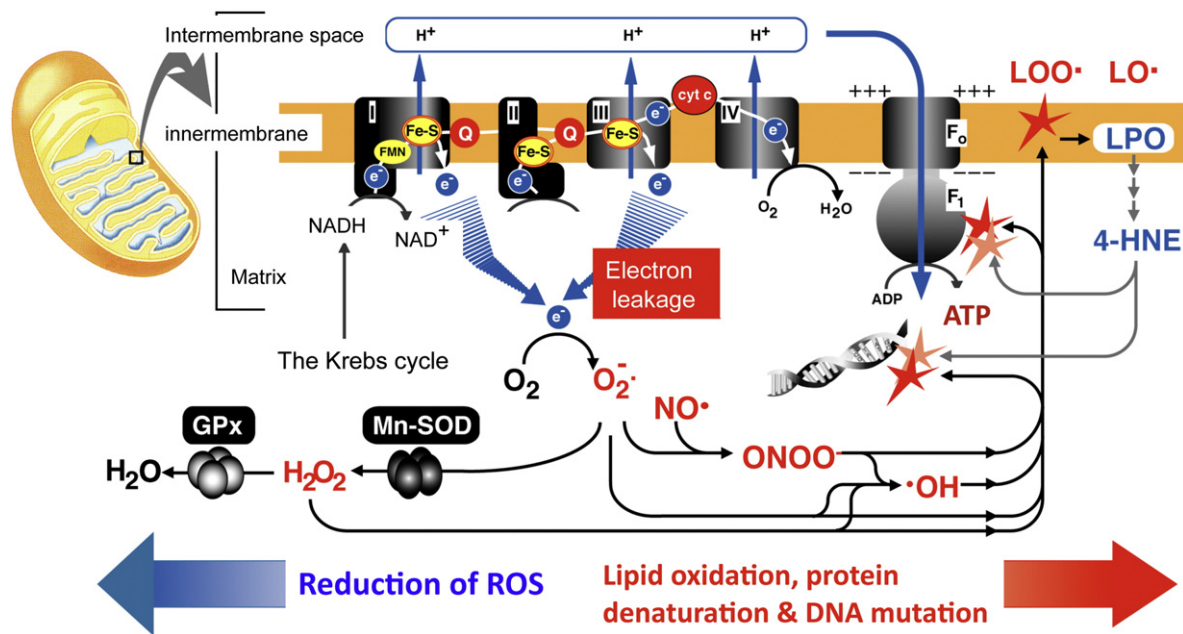 Intermembrane space
H⁺
H⁺
H⁺
LOO•
LO•
+++
+++
cyt c
I
II
III
e⁻
IV
innermembrane
Fe-S
Q
Q
Fe-S
e⁻
Fₒ
LPO
FMN
Fe-S
e⁻
e⁻
e⁻
e⁻
O₂
H₂O
−−−
−−−
F₁
NADH
NAD⁺
4-HNE
Matrix
Electron
leakage
ADP
ATP
e⁻
The Krebs cycle
O₂
O₂⁻•
NO•
GPx
Mn-SOD
H₂O
H₂O₂
ONOO⁻
•OH
Reduction of ROS
Lipid oxidation, protein
denaturation & DNA mutation